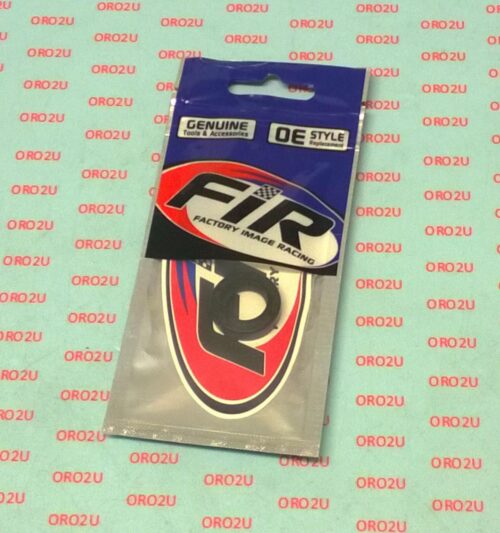 GENUINE
Tools & Accessories
OE STYLE
Replacement
FIR
FACTORY IMAGE RACING
ORO2U